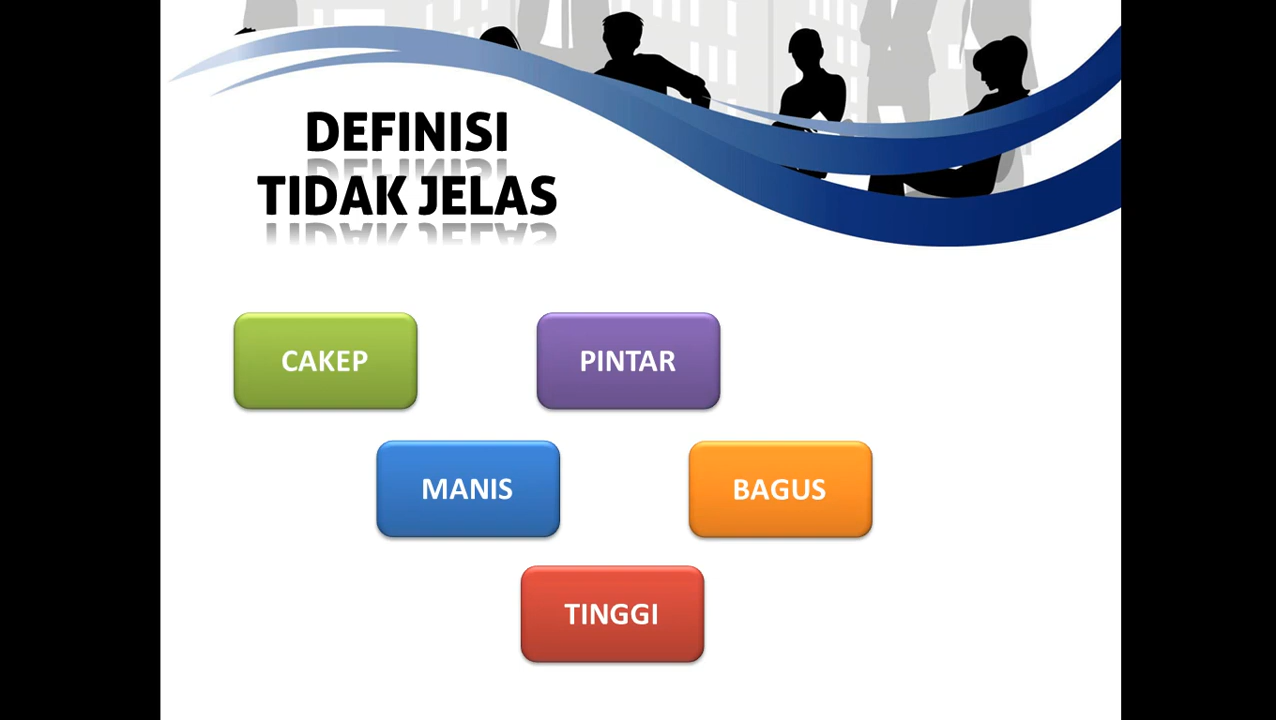 DEFINISI
TIDAK JELAS
CAKEP
PINTAR
MANIS
BAGUS
TINGGI